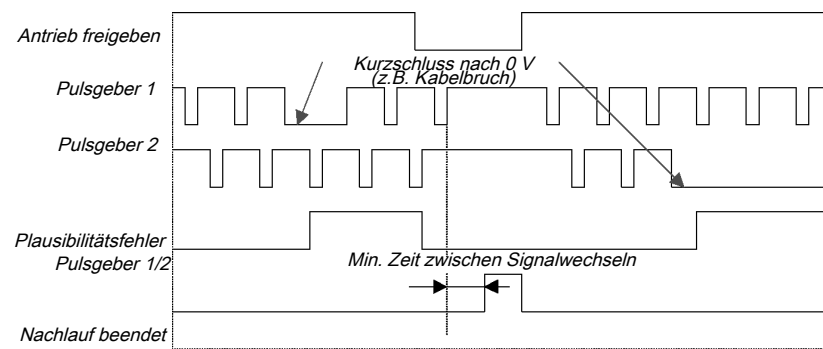 Antrieb freigeben
Kurzschluss nach 0 V
(z.B. Kabelbruch)
Pulsgeber 1
Pulsgeber 2
Plausibilitätsfehler
Pulsgeber 1/2
Min. Zeit zwischen Signalwechseln
Nachlauf beendet